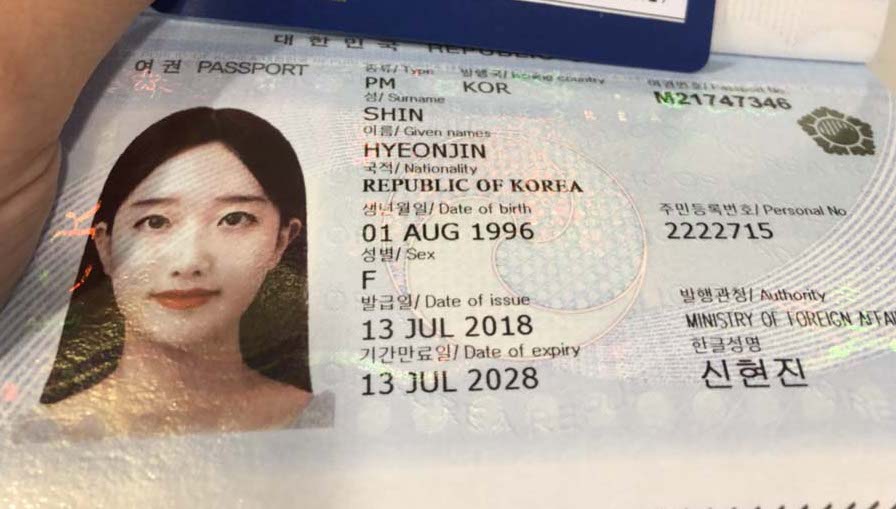 대한민국 REPUBLIC
여권 PASSPORT
종류/Type 발행국/Issuing country 여권번호/Passport No.
PM KOR M21747346
성/ Surname
SHIN
이름/ Given names
HYEONJIN
국적/ Nationality
REPUBLIC OF KOREA
생년월일/ Date of birth 주민등록번호/ Personal No
01 AUG 1996 2222715
성별/ Sex
F
발급일/ Date of issue 발행관청/ Authority
13 JUL 2018 MINISTRY OF FOREIGN AFFAI
기간만료일/ Date of expiry 한글성명
13 JUL 2028 신현진